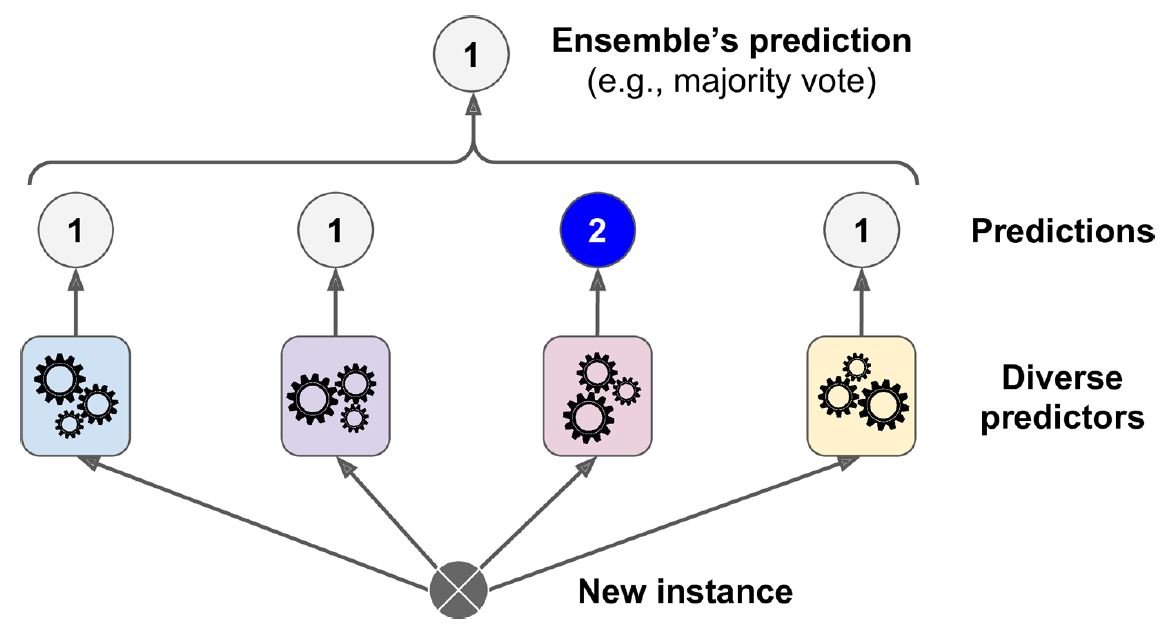 1
Ensemble’s prediction
(e.g., majority vote)
1
1
2
1
Predictions
Diverse
predictors
New instance